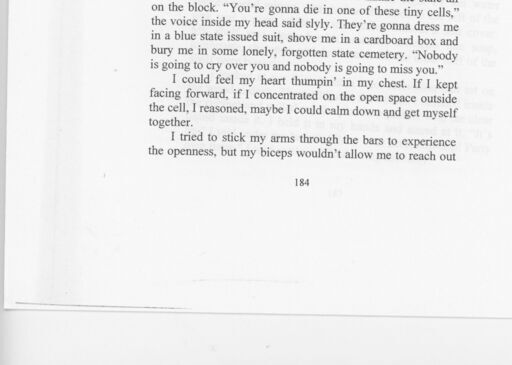 on the block. “You’re gonna die in one of these tiny cells,”
the voice inside my head said slyly. They’re gonna dress me
in a blue state issued suit, shove me in a cardboard box and
bury me in some lonely, forgotten state cemetery. “Nobody
is going to cry over you and nobody is going to miss you.”
I could feel my heart thumpin’ in my chest. If I kept
facing forward, if I concentrated on the open space outside
the cell, I reasoned, maybe I could calm down and get myself
together.
I tried to stick my arms through the bars to experience
the openness, but my biceps wouldn’t allow me to reach out
184